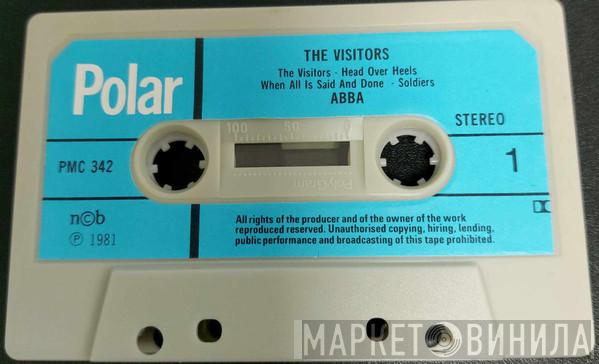 THE VISITORS
The Visitors - Head Over Heels
When All Is Said And Done - Soldiers
ABBA
Polar
STEREO
100 50 0
PMC 342
1
PolyGram
n©b
℗ 1981
All rights of the producer and of the owner of the work
reproduced reserved. Unauthorised copying, hiring, lending,
public performance and broadcasting of this tape prohibited.
МАРКЕТ ВИНИЛА